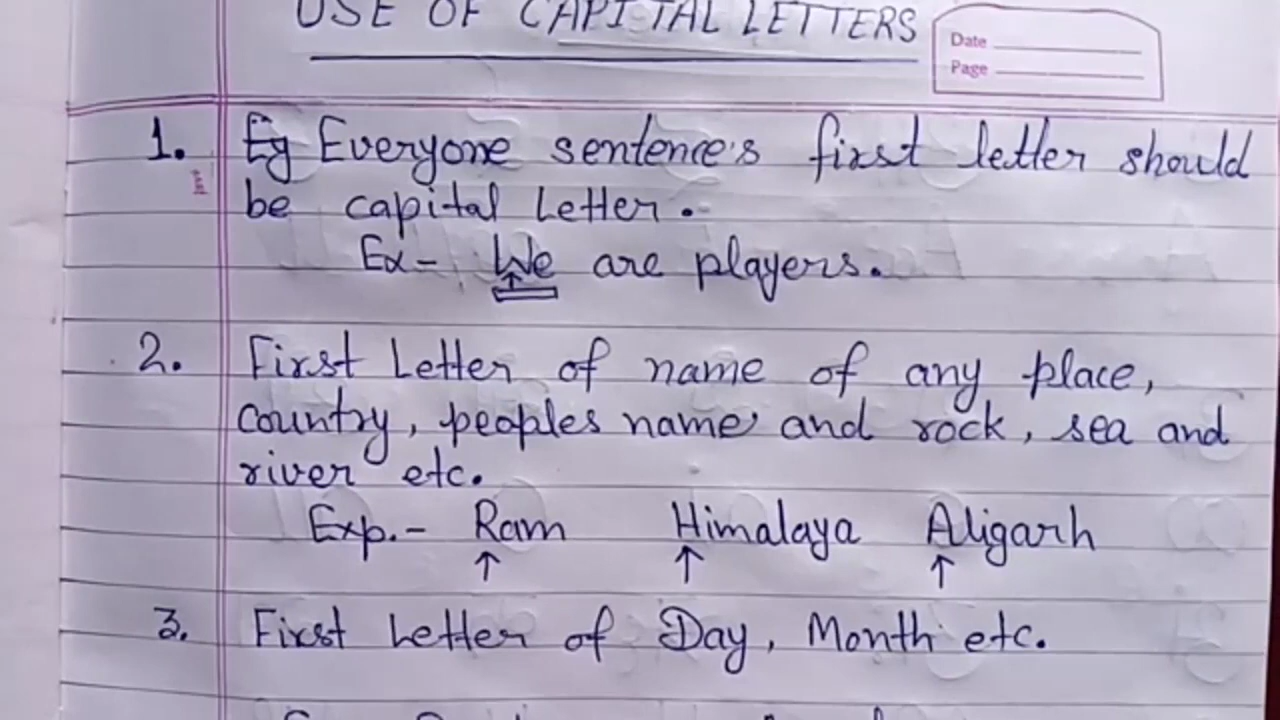 USE OF CAPITAL LETTERS
Date
Page
1. Eg Everyone sentence's first letter should
be capital Letter.
Ex- We are players.
2. First Letter of name of any place,
country, peoples name and rock, sea and
river etc.
Exp.- Ram Himalaya Aligarh
3. First Letter of Day, Month etc.